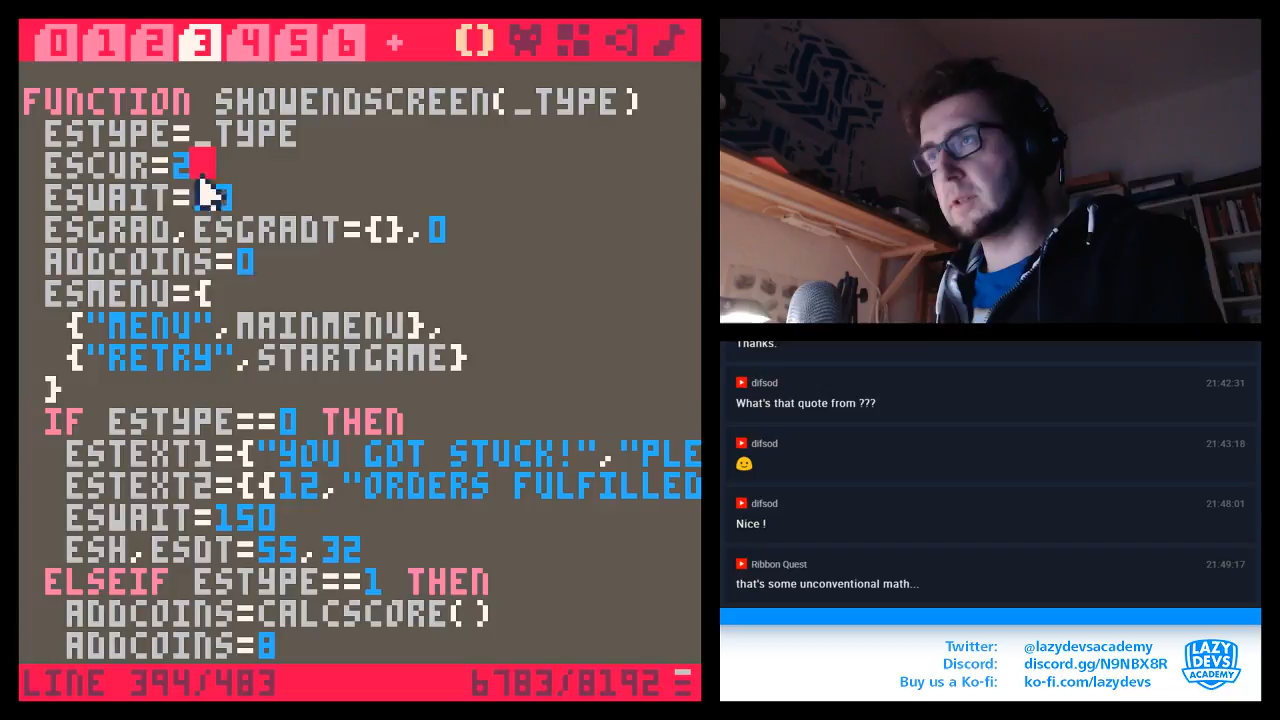 0 1 2 3 4 5 6 +
FUNCTION SHOWENDSCREEN(_TYPE)
ESTYPE=_TYPE
ESCUR=2
ESWAIT=
ESGRAD,ESGRADT={},0
ADDCOINS=0
ESMENU={
{"MENU",MAINMENU},
{"RETRY",STARTGAME}
}
IF ESTYPE==0 THEN
ESTEXT1={"YOU GOT STUCK!","PLE
ESTEXT2={{12,"ORDERS FULFILLED
ESWAIT=150
ESH,ESDT=55,32
ELSEIF ESTYPE==1 THEN
ADDCOINS=CALCSCORE()
ADDCOINS=8
LINE 394/483 6783/8192
Thanks.
difsod 21:42:31
What's that quote from ???
difsod 21:43:18
difsod 21:48:01
Nice !
Ribbon Quest 21:49:17
that's some unconventional math...
Twitter: @lazydevsacademy
Discord: discord.gg/N9NBX8R
Buy us a Ko-fi: ko-fi.com/lazydevs
LAZY
DEVS
ACADEMY